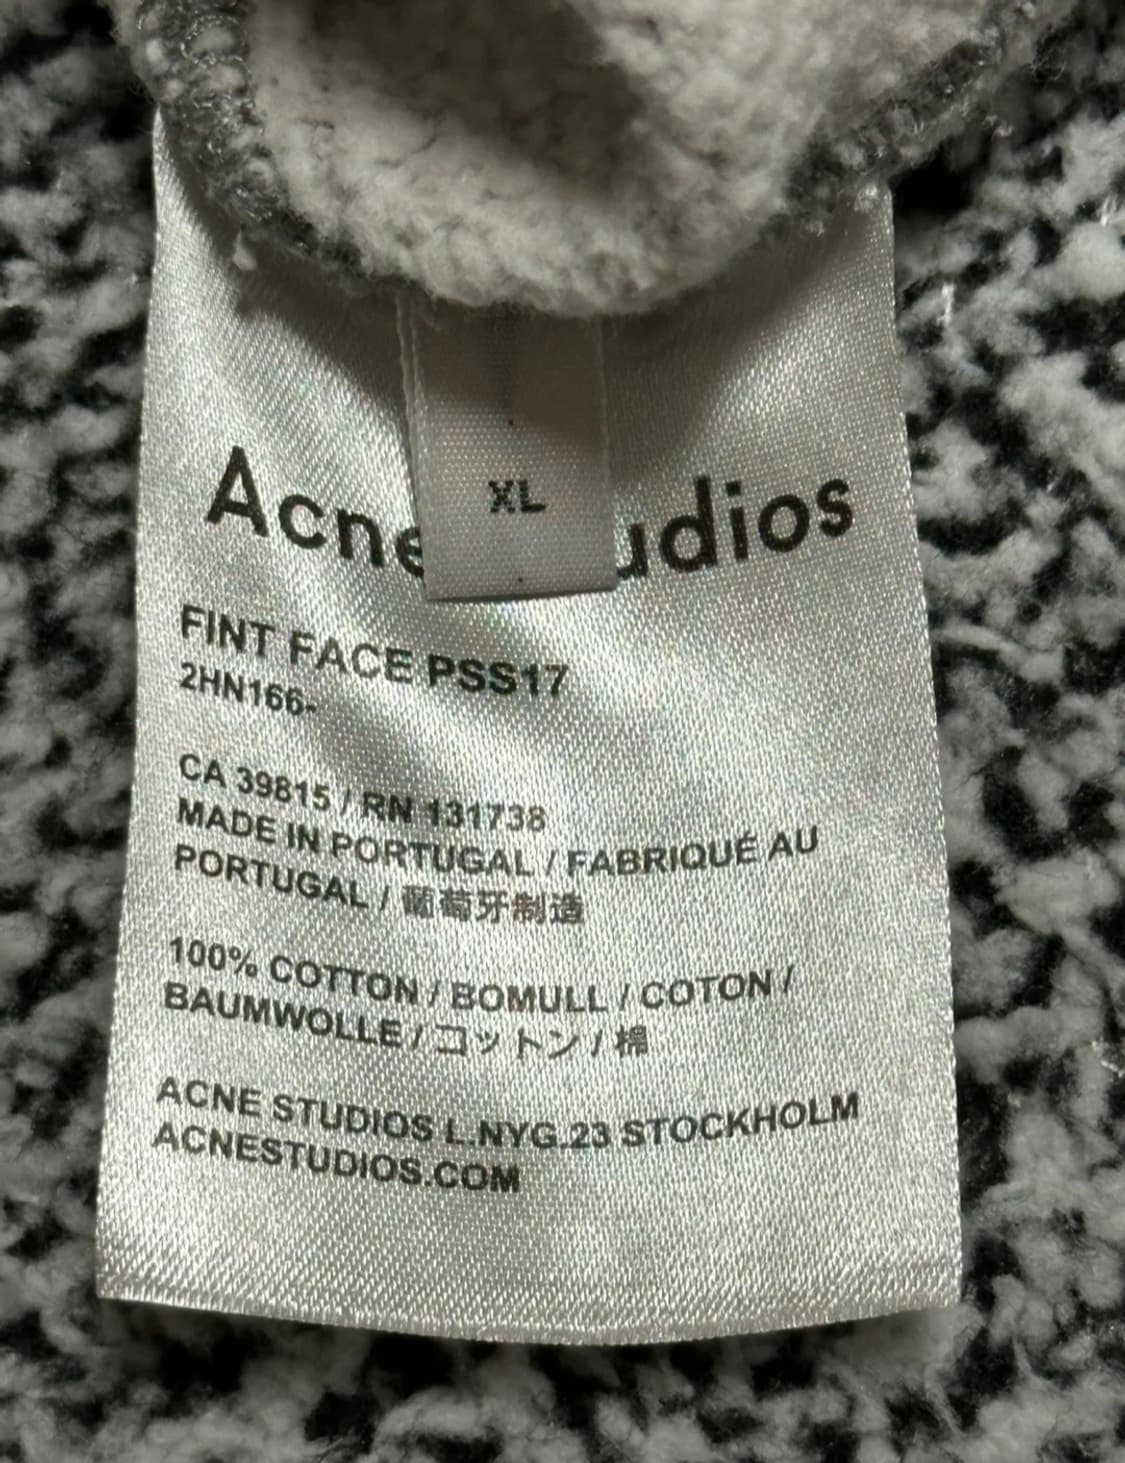 XL
Acne udios
FINT FACE PSS17
2HN166-
CA 39815 / RN 131738
MADE IN PORTUGAL / FABRIQUÉ AU
PORTUGAL / 葡萄牙制造
100% COTTON / BOMULL / COTON /
BAUMWOLLE / コットン / 棉
ACNE STUDIOS L.NYG.23 STOCKHOLM
ACNESTUDIOS.COM